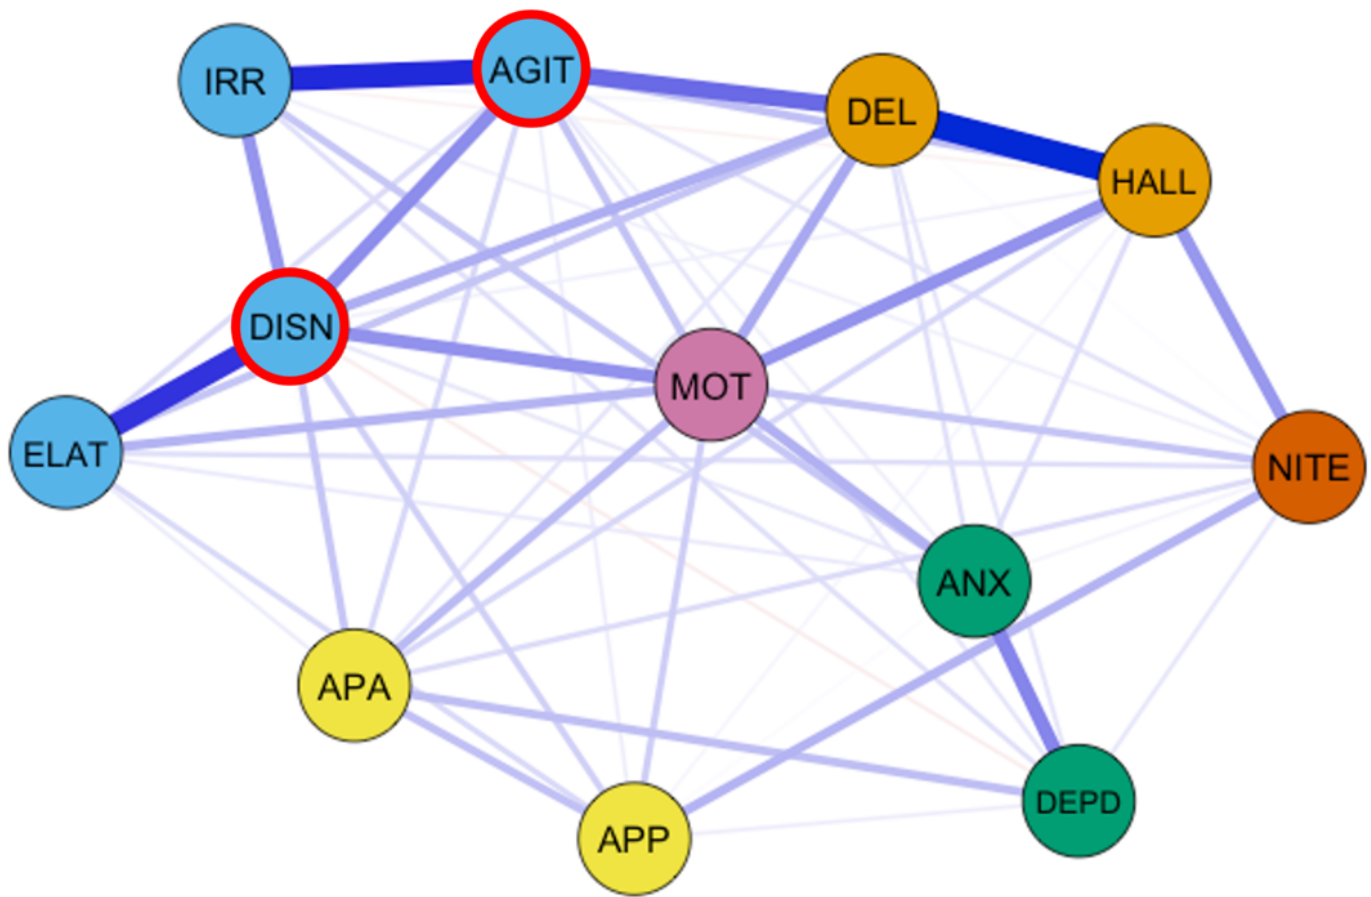 IRR
AGIT
DEL
HALL
DISN
MOT
ELAT
NITE
ANX
APA
DEPD
APP